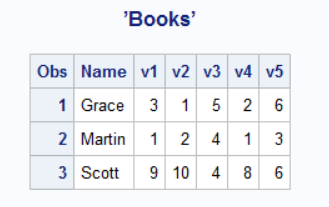 ’Books’
Obs Name v1 v2 v3 v4 v5
1 Grace 3 1 5 2 6
2 Martin 1 2 4 1 3
3 Scott 9 10 4 8 6